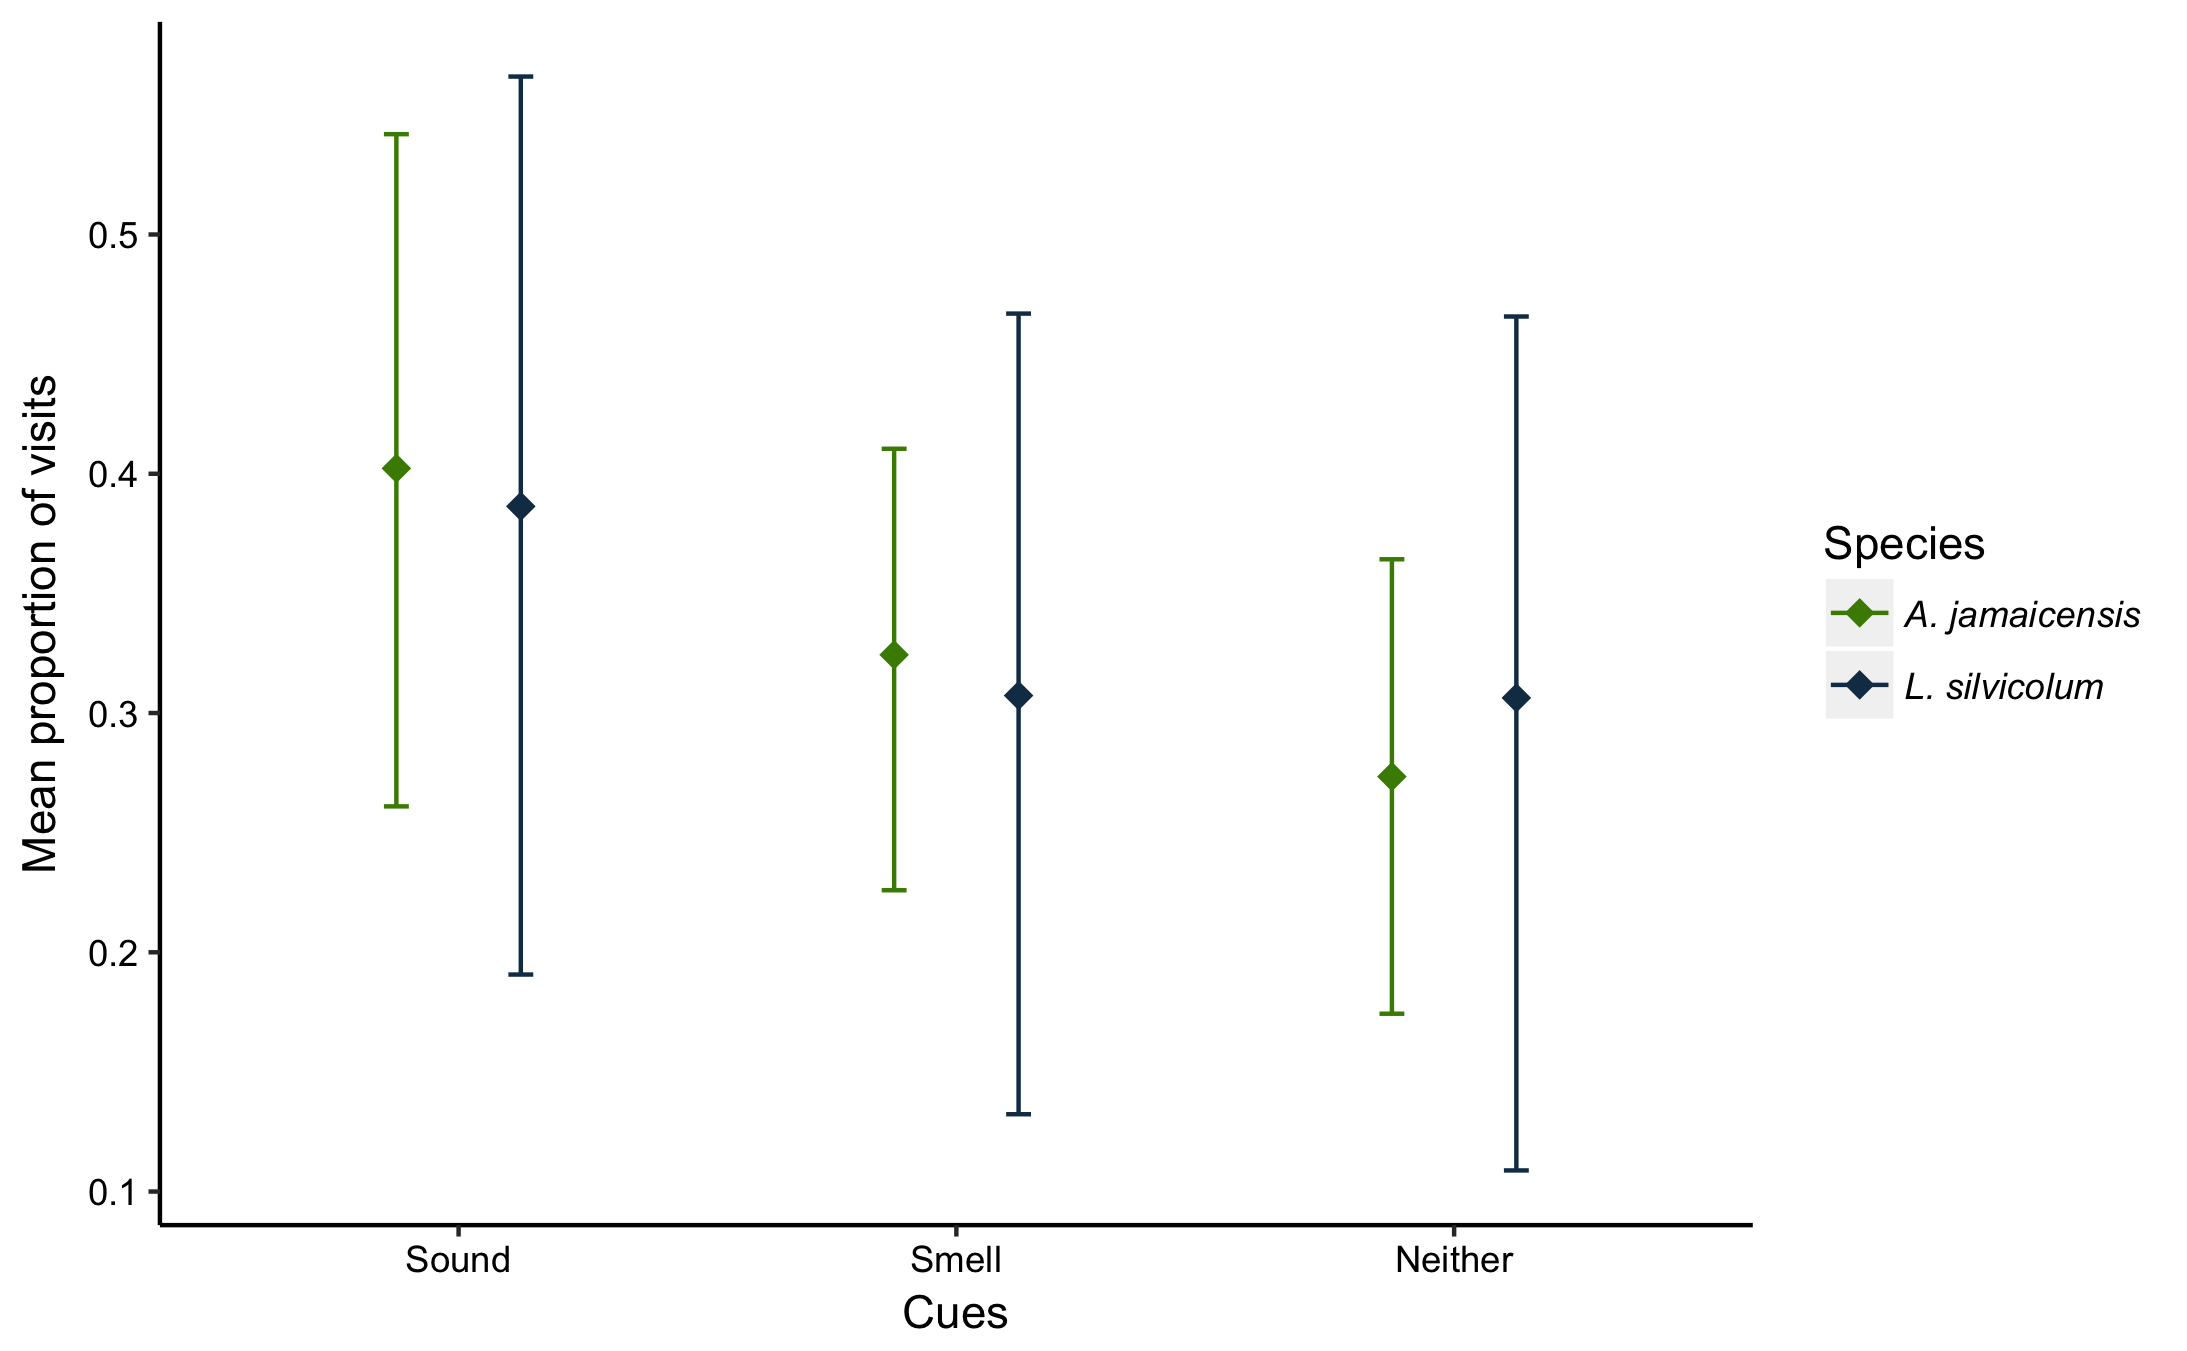 Mean proportion of visits
0.5
0.4
0.3
0.2
0.1
Sound
Smell
Neither
Cues
Species
A. jamaicensis
L. silvicolum